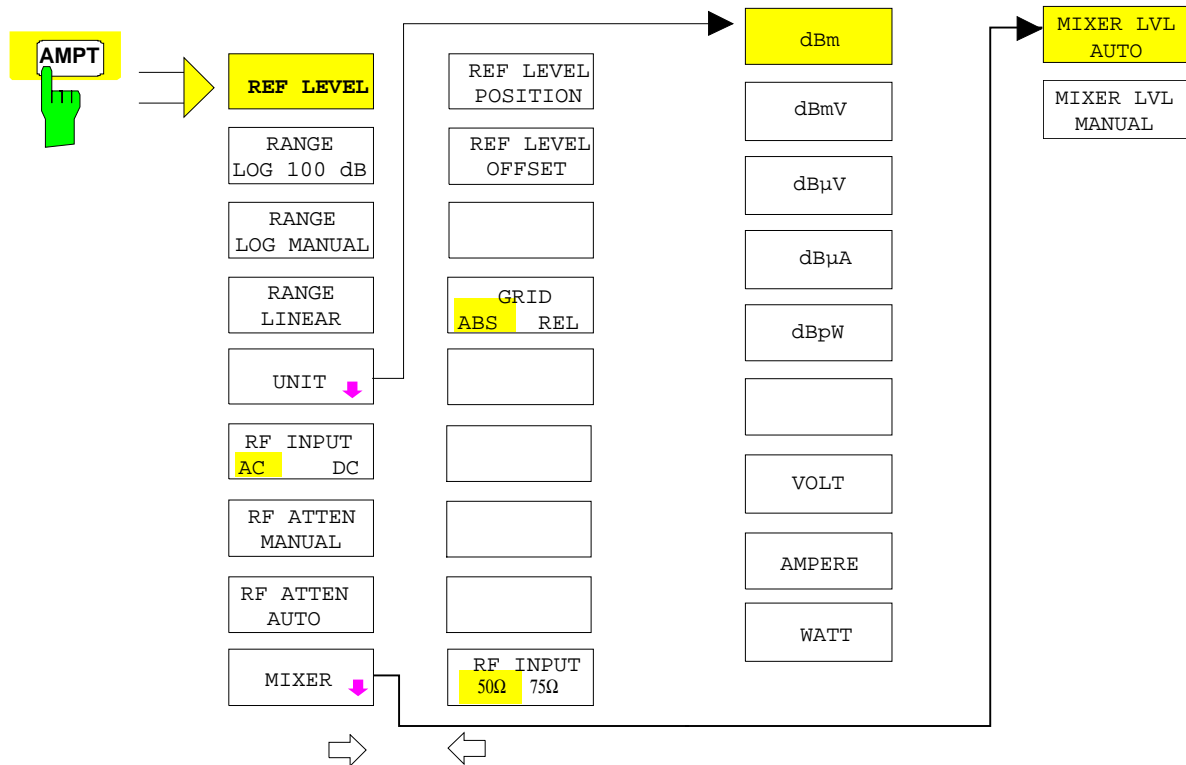 AMPT
REF LEVEL
RANGE
LOG 100 dB
RANGE
LOG MANUAL
RANGE
LINEAR
UNIT
RF INPUT
AC DC
RF ATTEN
MANUAL
RF ATTEN
AUTO
MIXER
REF LEVEL
POSITION
REF LEVEL
OFFSET
GRID
ABS REL
RF INPUT
50Ω 75Ω
dBm
dBmV
dBµV
dBµA
dBpW
VOLT
AMPERE
WATT
MIXER LVL
AUTO
MIXER LVL
MANUAL